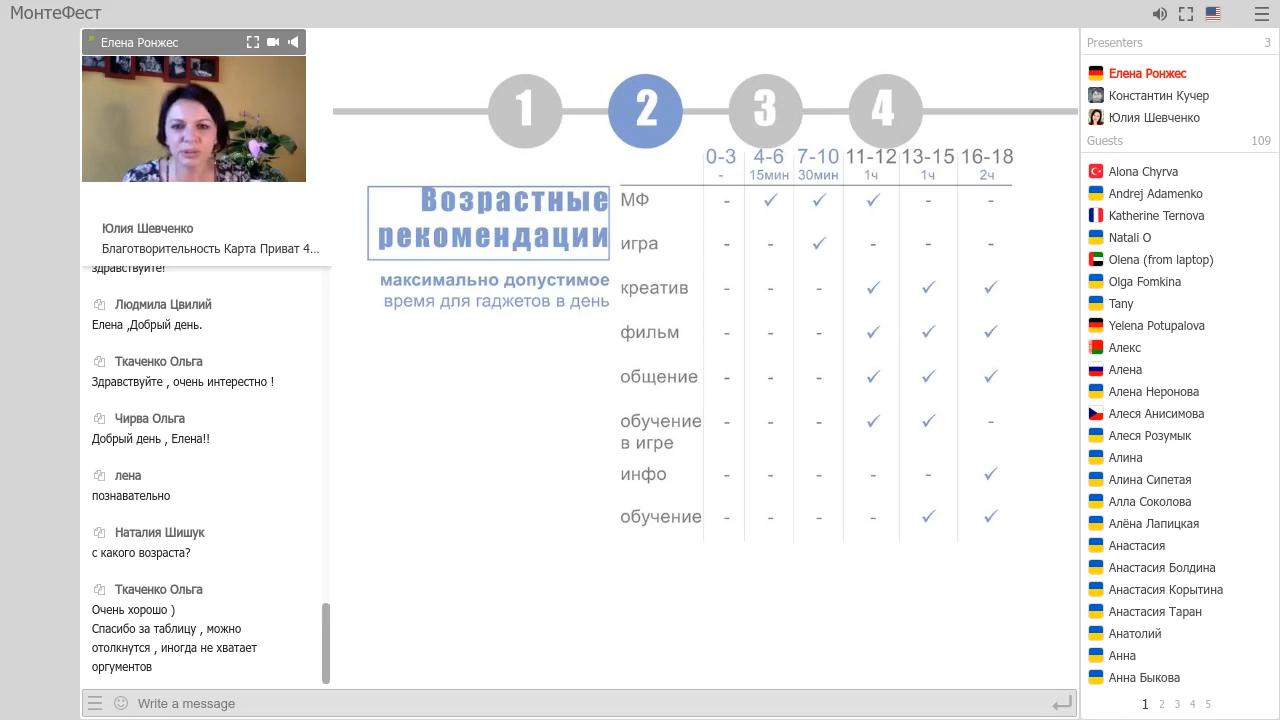 МонтеФест
Елена Ронжес
Юлия Шевченко
Благотворительность Карта Приват 4...
здравствуйте!
Людмила Цвилий
Елена ,Добрый день.
Ткаченко Ольга
Здравствуйте , очень интерестно !
Чирва Ольга
Добрый день , Елена!!
лена
познавательно
Наталия Шишук
с какого возраста?
Ткаченко Ольга
Очень хорошо )
Спасибо за таблицу , можно
отолкнутся , иногда не хватает
оргументов
Write a message
1 2 3 4
Возрастные
рекомендации
максимально допустимое
время для гаджетов в день
0-3 4-6 7-10 11-12 13-15 16-18
- 15мин 30мин 1ч 1ч 2ч
МФ - ✓ ✓ ✓ - -
игра - - ✓ - - -
креатив - - - ✓ ✓ ✓
фильм - - - ✓ ✓ ✓
общение - - - ✓ ✓ ✓
обучение - - - ✓ ✓ -
в игре
инфо - - - - - ✓
обучение - - - - ✓ ✓
Presenters 3
Елена Ронжес
Константин Кучер
Юлия Шевченко
Guests 109
Alona Chyrva
Andrej Adamenko
Katherine Ternova
Natali O
Olena (from laptop)
Olga Fomkina
Tany
Yelena Potupalova
Алекс
Алена
Алена Неронова
Алеся Анисимова
Алеся Розумык
Алина
Алина Сипетая
Алла Соколова
Алёна Лапицкая
Анастасия
Анастасия Болдина
Анастасия Корытина
Анастасия Таран
Анатолий
Анна
Анна Быкова
1 2 3 4 5